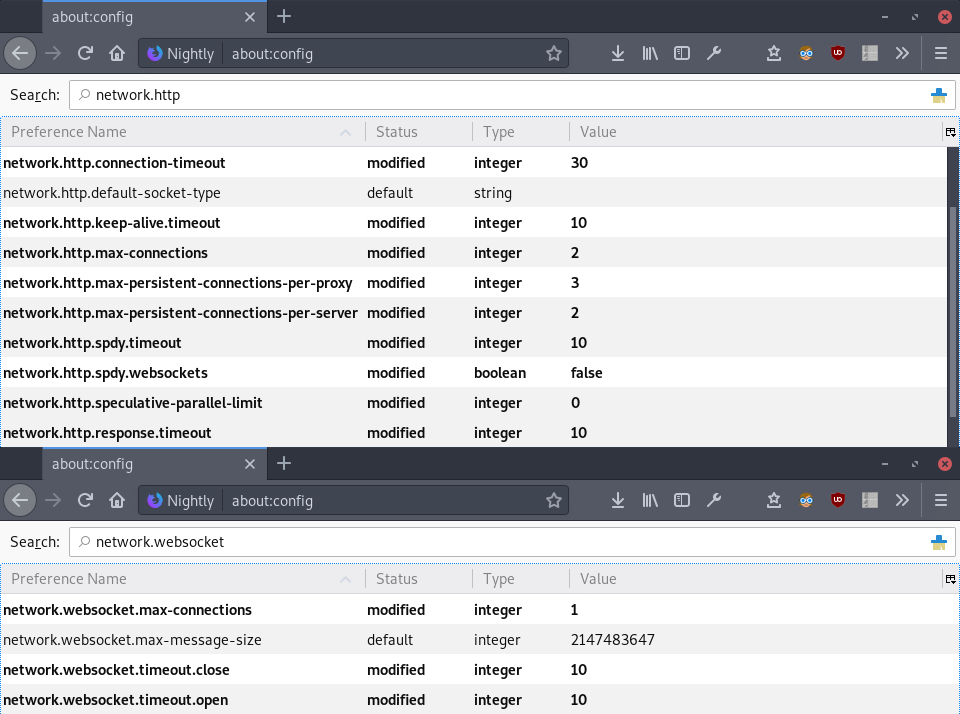 about:config
Nightly about:config
Search: network.http
Preference Name Status Type Value
network.http.connection-timeout modified integer 30
network.http.default-socket-type default string
network.http.keep-alive.timeout modified integer 10
network.http.max-connections modified integer 2
network.http.max-persistent-connections-per-proxy modified integer 3
network.http.max-persistent-connections-per-server modified integer 2
network.http.spdy.timeout modified integer 10
network.http.spdy.websockets modified boolean false
network.http.speculative-parallel-limit modified integer 0
network.http.response.timeout modified integer 10
about:config
Nightly about:config
Search: network.websocket
Preference Name Status Type Value
network.websocket.max-connections modified integer 1
network.websocket.max-message-size default integer 2147483647
network.websocket.timeout.close modified integer 10
network.websocket.timeout.open modified integer 10